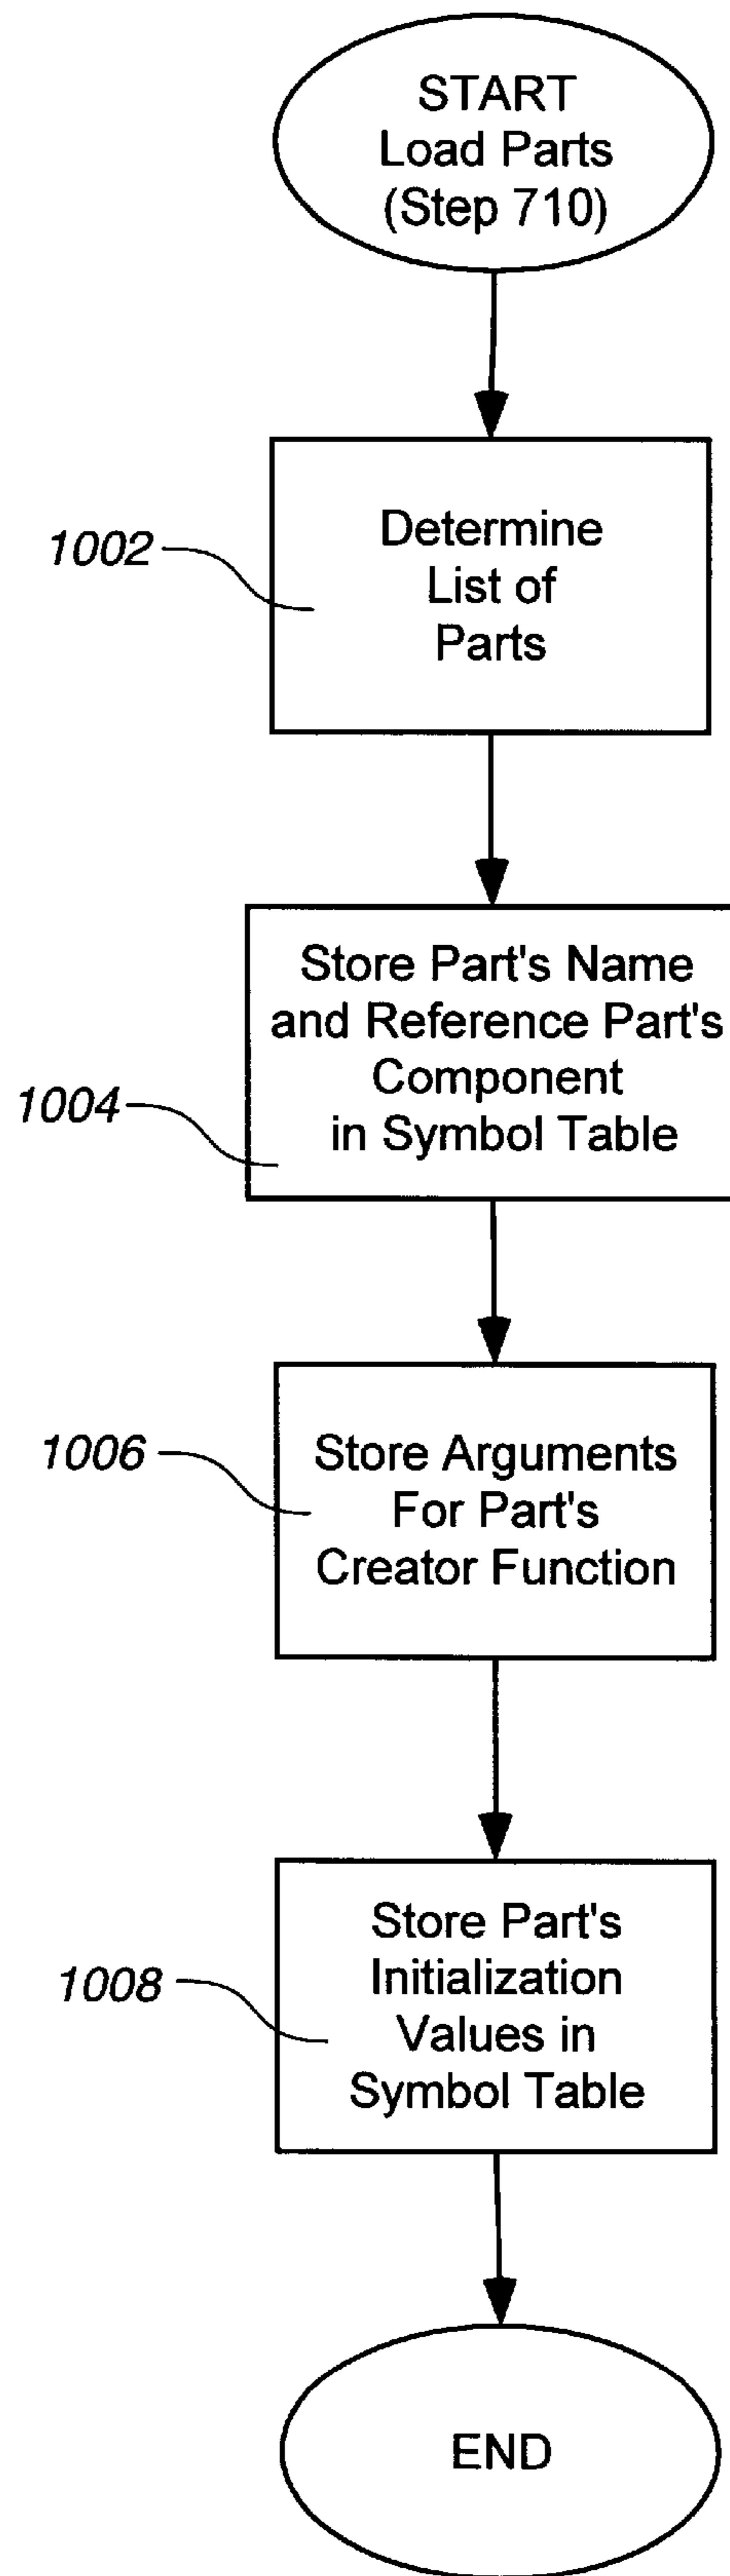 START
Load Parts
(Step 710)
1002
Determine
List of
Parts
Store Part's Name
and Reference Part's
Component
in Symbol Table
1004
1006
Store Arguments
For Part's
Creator Function
Store Part's
Initialization
Values in
Symbol Table
1008
END